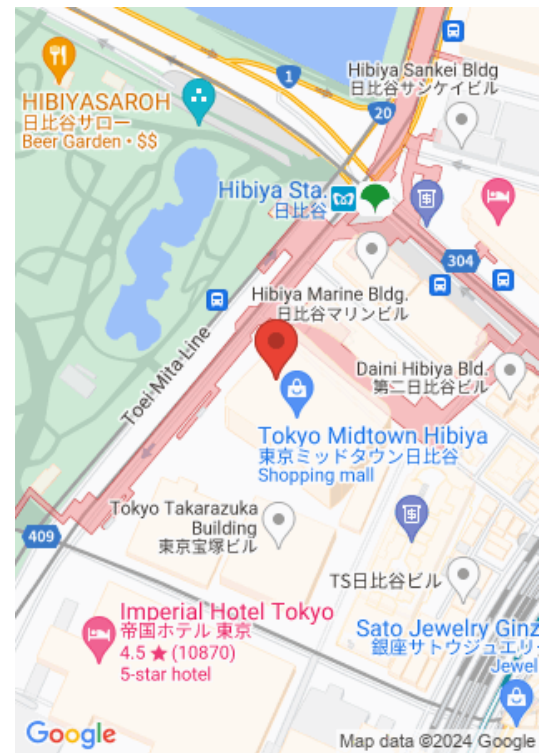 1
Hibiya Sankei Bldg
日比谷サンケイビル
HIBIYASAROH
日比谷サロー
Beer Garden • $$
20
Hibiya Sta.
日比谷
304
Hibiya Marine Bldg.
日比谷マリンビル
Toei Mita Line
Daini Hibiya Bld.
第二日比谷ビル
Tokyo Midtown Hibiya
東京ミッドタウン日比谷
Shopping mall
Tokyo Takarazuka
Building
東京宝塚ビル
409
TS日比谷ビル
Imperial Hotel Tokyo
帝国ホテル 東京
4.5 ★ (10870)
5-star hotel
Sato Jewelry Ginz
銀座サトウジュエリ
Jewel
Google
Map data ©2024 Google